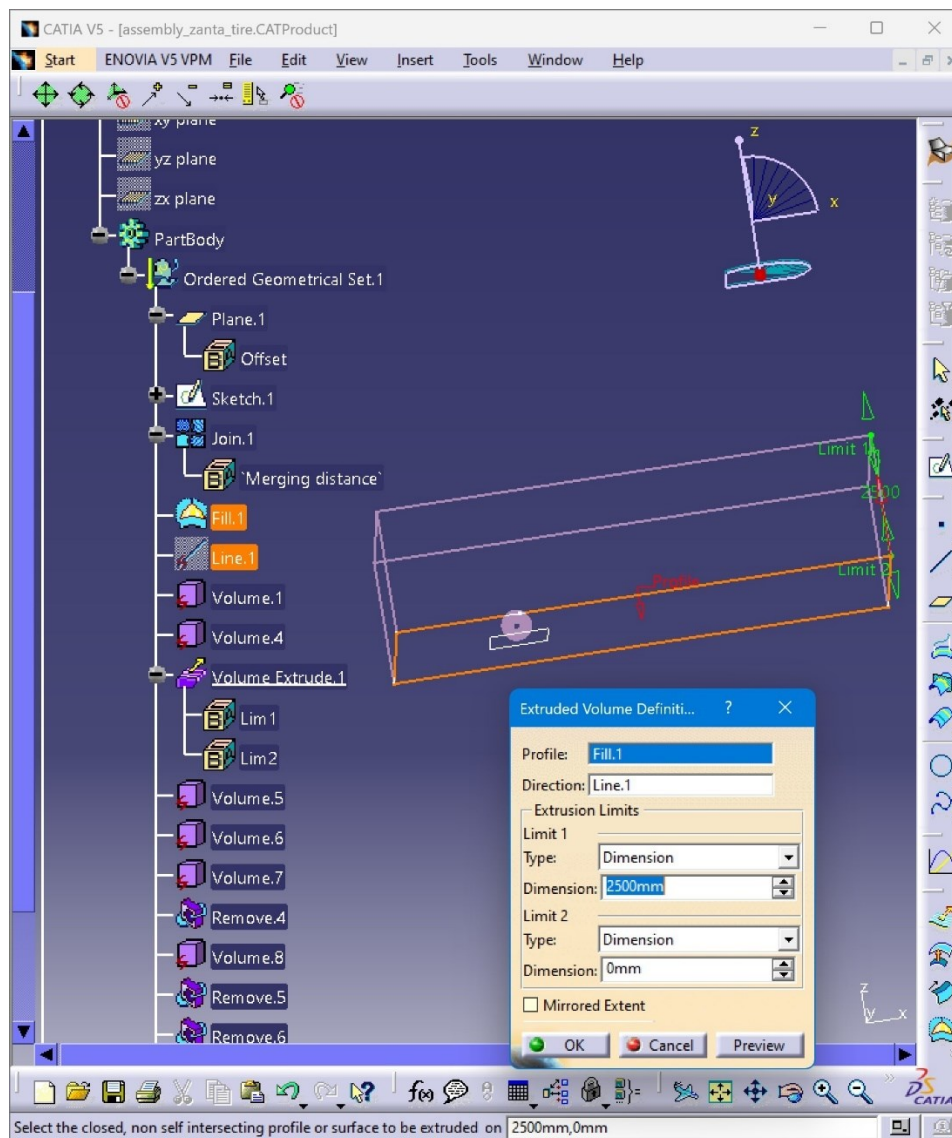 CATIA V5 - [assembly_zanta_tire.CATProduct]
Start ENOVIA V5 VPM File Edit View Insert Tools Window Help
xy plane
yz plane
zx plane
PartBody
Ordered Geometrical Set.1
Plane.1
Offset
Sketch.1
Join.1
`Merging distance`
Fill.1
Line.1
Volume.1
Volume.4
Volume Extrude.1
Lim1
Lim2
Volume.5
Volume.6
Volume.7
Remove.4
Volume.8
Remove.5
Remove.6
z
x
y
Limit 1
2500
Limit 2
Profile
Extruded Volume Definiti... ?
Profile: Fill.1
Direction: Line.1
Extrusion Limits
Limit 1
Type: Dimension
Dimension: 2500mm
Limit 2
Type: Dimension
Dimension: 0mm
Mirrored Extent
OK Cancel Preview
z
y x
f(x)
CATIA
Select the closed, non self intersecting profile or surface to be extruded on 2500mm,0mm